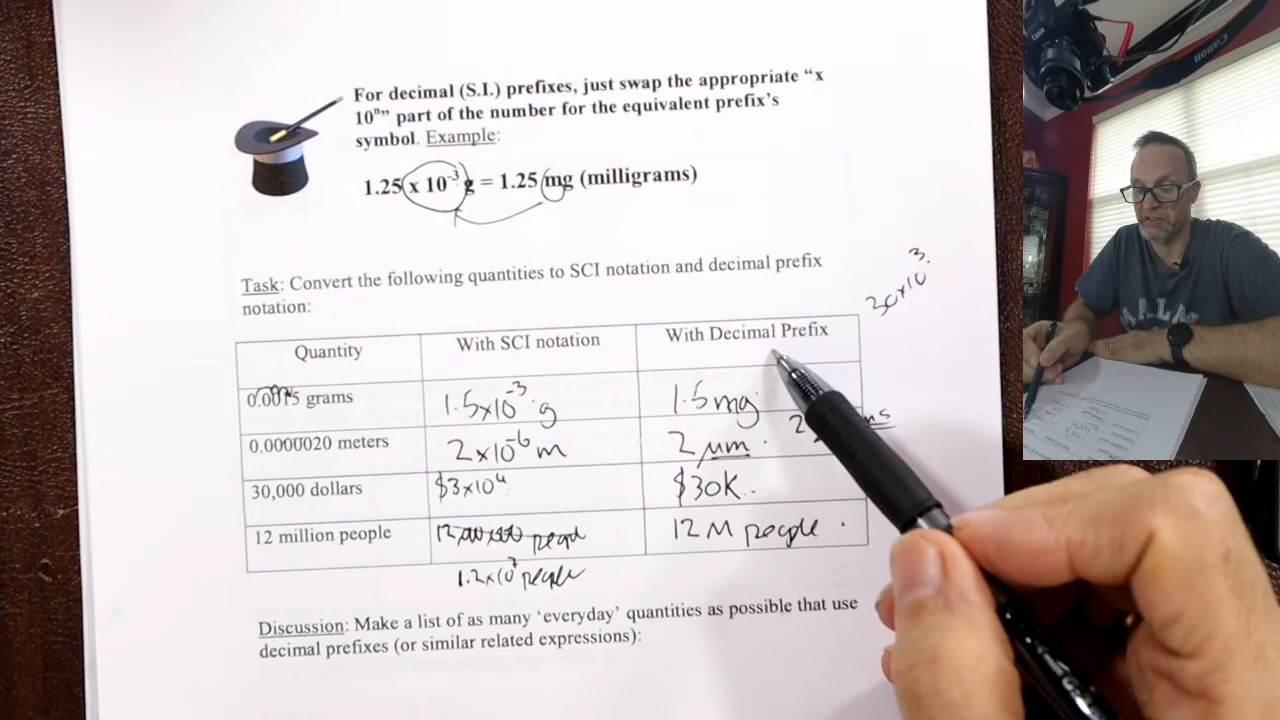 For decimal (S.I.) prefixes, just swap the appropriate “x
10ⁿ” part of the number for the equivalent prefix’s
symbol. Example:
1.25 x 10⁻³ g = 1.25 mg (milligrams)
Task: Convert the following quantities to SCI notation and decimal prefix
notation:
30x10³.
Quantity With SCI notation With Decimal Prefix
0.0015 grams 1.5x10⁻³ g 1.5 mg
0.0000020 meters 2x10⁻⁶ m 2 μm
30,000 dollars $3x10⁴ $30K..
12 million people people 12 M people
1.2x10⁷ people
Discussion: Make a list of as many ‘everyday’ quantities as possible that use
decimal prefixes (or similar related expressions):
Canon